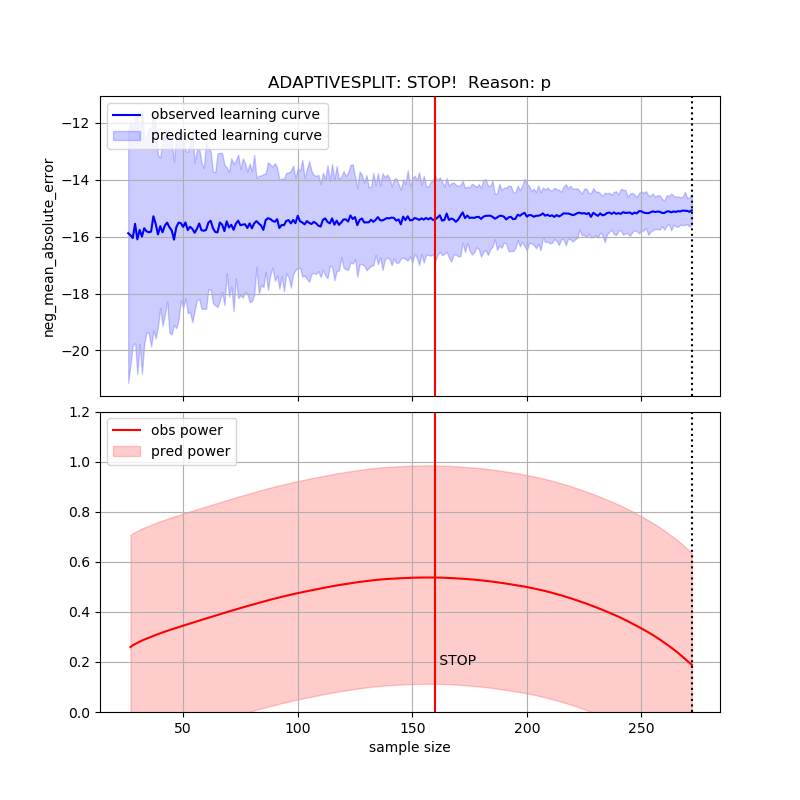 ADAPTIVESPLIT: STOP!  Reason: p
observed learning curve
predicted learning curve
neg_mean_absolute_error
−12
−14
−16
−18
−20
obs power
pred power
1.2
1.0
0.8
0.6
0.4
0.2
0.0
STOP
50 100 150 200 250
sample size